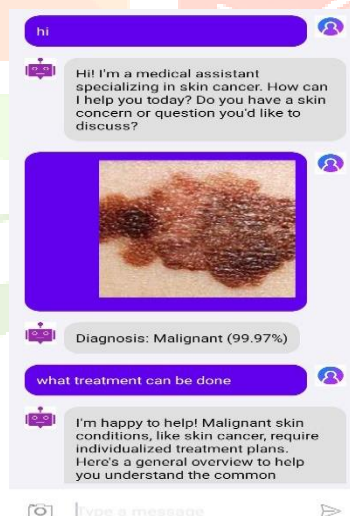 hi
Hi! I'm a medical assistant
specializing in skin cancer. How can
I help you today? Do you have a skin
concern or question you'd like to
discuss?
Diagnosis: Malignant (99.97%)
what treatment can be done
I'm happy to help! Malignant skin
conditions, like skin cancer, require
individualized treatment plans.
Here's a general overview to help
you understand the common
Type a message